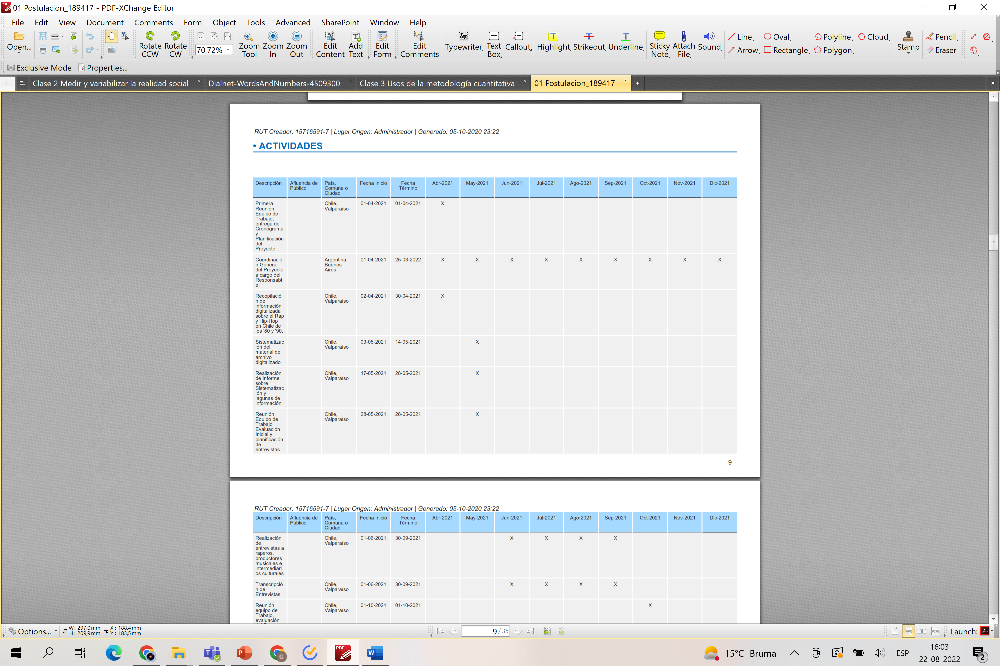 01 Postulacion_189417 - PDF-XChange Editor
File Edit View Document Comments Form Object Tools Advanced SharePoint Window Help
Open...
Rotate CCW
Rotate CW
70,72%
Zoom Tool
Zoom In
Zoom Out
Edit Content
Add Text
Edit Form
Edit Comments
Typewriter
Text Box
Callout
Highlight
Strikeout
Underline
Sticky Note
Attach File
Sound
Line
Arrow
Oval
Rectangle
Polyline
Polygon
Cloud
Stamp
Pencil
Eraser
Exclusive Mode Properties...
Clase 2 Medir y variabilizar la realidad social
Dialnet-WordsAndNumbers-4509300
Clase 3 Usos de la metodología cuantitativa
01 Postulacion_189417
RUT Creador: 15716591-7 | Lugar Origen: Administrador | Generado: 05-10-2020 23:22
• ACTIVIDADES
Descripción
Afluencia de
Público
País,
Comuna o
Ciudad
Fecha Inicio
Fecha
Término
Abr-2021 May-2021 Jun-2021 Jul-2021 Ago-2021 Sep-2021 Oct-2021 Nov-2021 Dic-2021
Primera
Reunión
Equipo de
Trabajo,
entrega de
Cronograma
y
Planificación
del
Proyecto.
Chile,
Valparaíso
01-04-2021 01-04-2021 X
Coordinació
n General
del Proyecto
a cargo del
Responsabl
e.
Argentina,
Buenos
Aires
01-04-2021 25-03-2022 X X X X X X X X X
Recopilació
n de
información
digitalizada
sobre el Rap
y Hip-Hop
en Chile de
los '80 y '90.
Chile,
Valparaíso
02-04-2021 30-04-2021 X
Sistematizac
ión del
material de
archivo
digitalizado
Chile,
Valparaíso
03-05-2021 14-05-2021 X
Realización
de Informe
sobre
Sistematizac
ión y
lagunas de
información
Chile,
Valparaíso
17-05-2021 28-05-2021 X
Reunión
Equipo de
Trabajo
Evaluación
Inicial y
planificación
de
entrevistas
Chile,
Valparaíso
28-05-2021 28-05-2021 X
9
RUT Creador: 15716591-7 | Lugar Origen: Administrador | Generado: 05-10-2020 23:22
Descripción
Afluencia de
Público
País,
Comuna o
Ciudad
Fecha Inicio
Fecha
Término
Abr-2021 May-2021 Jun-2021 Jul-2021 Ago-2021 Sep-2021 Oct-2021 Nov-2021 Dic-2021
Realización
de
entrevistas a
raperos,
productores
musicales e
intermediari
os culturales
Chile,
Valparaíso
01-06-2021 30-09-2021 X X X X
Transcripció
n de
Entrevistas
Chile,
Valparaíso
01-06-2021 30-09-2021 X X X X
Reunión
equipo de
Trabajo,
evaluación
Chile,
Valparaíso
01-10-2021 01-10-2021 X
Options...
W: 297,0 mm
H: 209,9 mm
X: 188,4 mm
Y: 183,5 mm
9 / 35
Launch:
15°C Bruma
ESP
16:03
22-08-2022
2